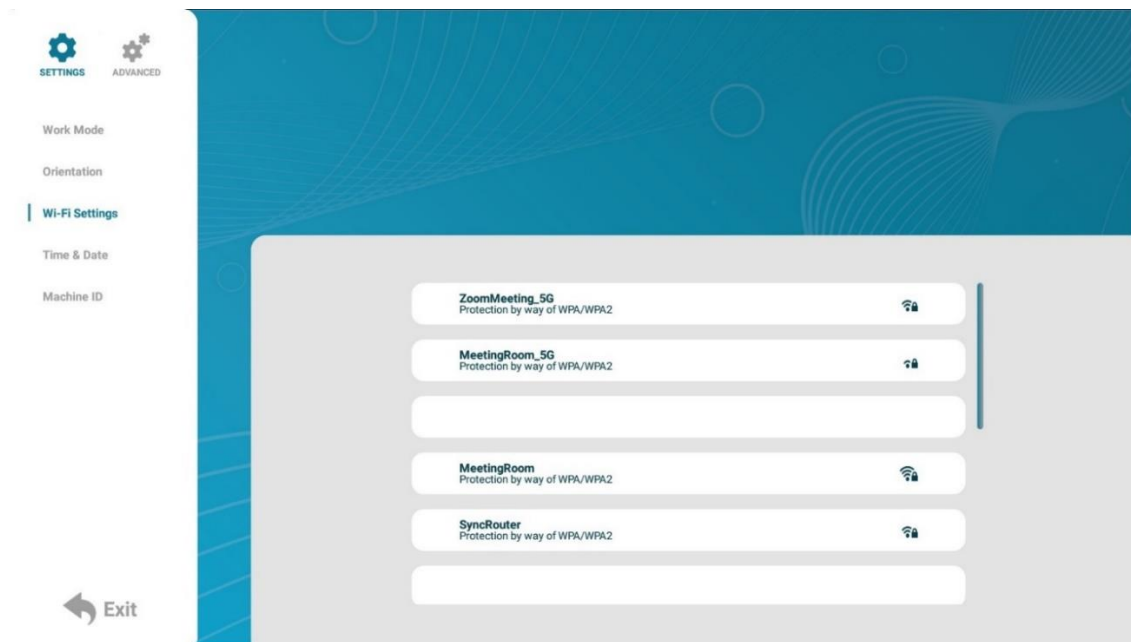 SETTINGS
ADVANCED
Work Mode
Orientation
Wi-Fi Settings
Time & Date
Machine ID
Exit
ZoomMeeting_5G
Protection by way of WPA/WPA2
MeetingRoom_5G
Protection by way of WPA/WPA2
MeetingRoom
Protection by way of WPA/WPA2
SyncRouter
Protection by way of WPA/WPA2